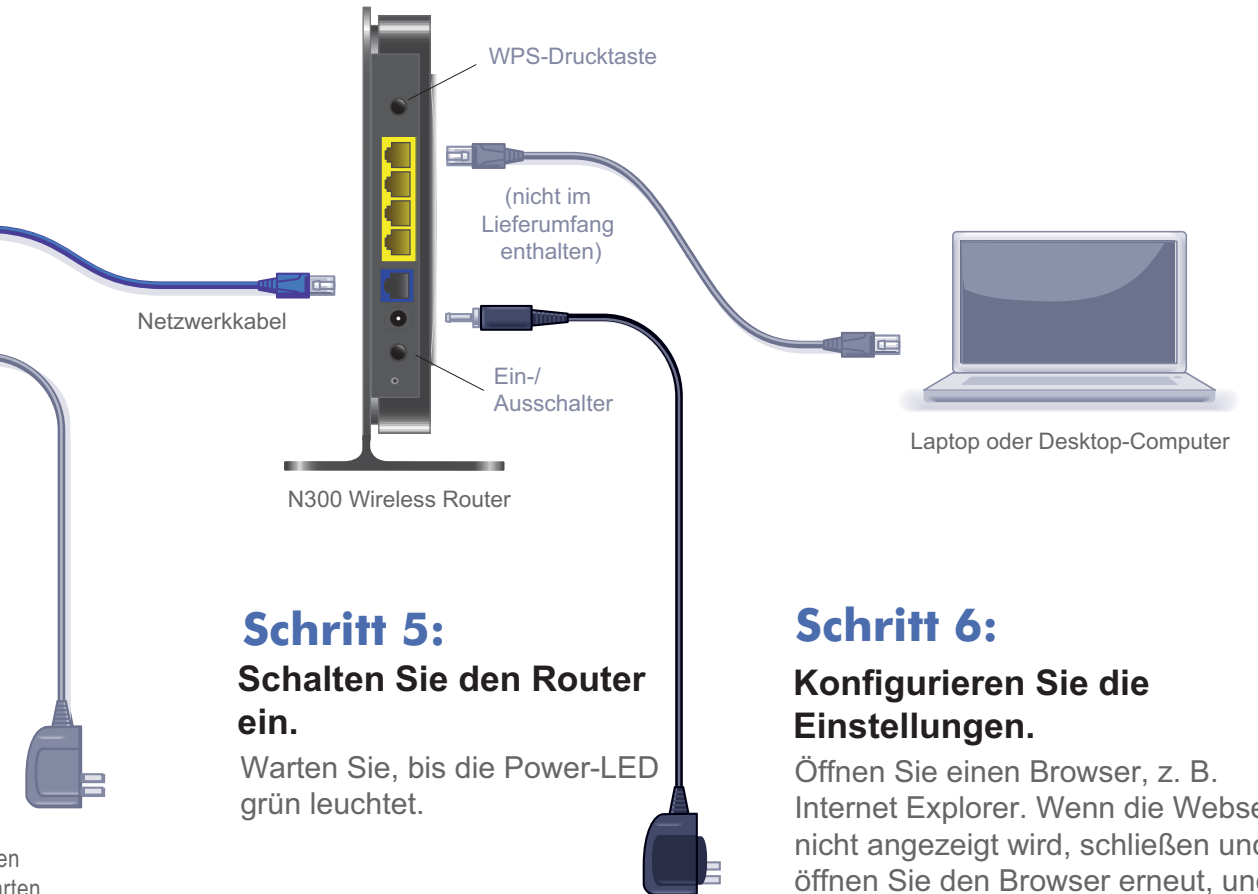 WPS-Drucktaste
(nicht im
Lieferumfang
enthalten)
Netzwerkkabel
Ein-/
Ausschalter
Laptop oder Desktop-Computer
N300 Wireless Router
Schritt 5:
Schalten Sie den Router
ein.
Warten Sie, bis die Power-LED
grün leuchtet.
Schritt 6:
Konfigurieren Sie die
Einstellungen.
Öffnen Sie einen Browser, z. B.
Internet Explorer. Wenn die
nicht angezeigt wird, schließen
öffnen Sie den Browser erneut,